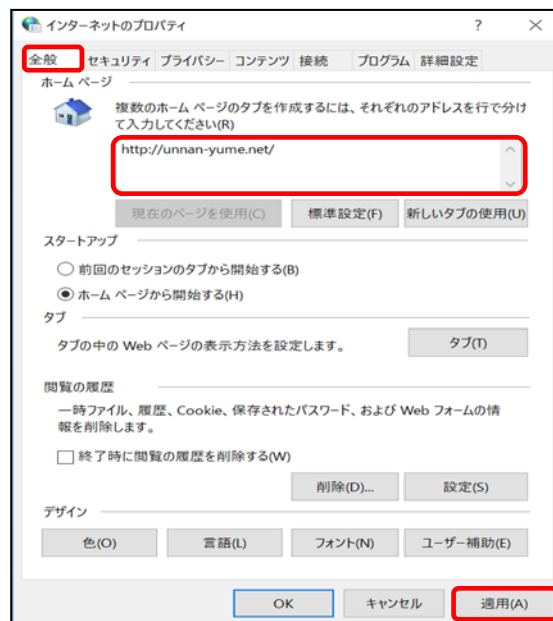 インターネットのプロパティ ? ×
全般 セキュリティ プライバシー コンテンツ 接続 プログラム 詳細設定
ホーム ページ
複数のホーム ページのタブを作成するには、それぞれのアドレスを行で分け
て入力してください(R)
http://unnan-yume.net/
現在のページを使用(C) 標準設定(F) 新しいタブの使用(U)
スタートアップ
前回のセッションのタブから開始する(B)
ホーム ページから開始する(H)
タブ
タブの中の Web ページの表示方法を設定します。 タブ(T)
閲覧の履歴
一時ファイル、履歴、Cookie、保存されたパスワード、および Web フォームの情
報を削除します。
終了時に閲覧の履歴を削除する(W)
削除(D)... 設定(S)
デザイン
色(O) 言語(L) フォント(N) ユーザー補助(E)
OK キャンセル 適用(A)